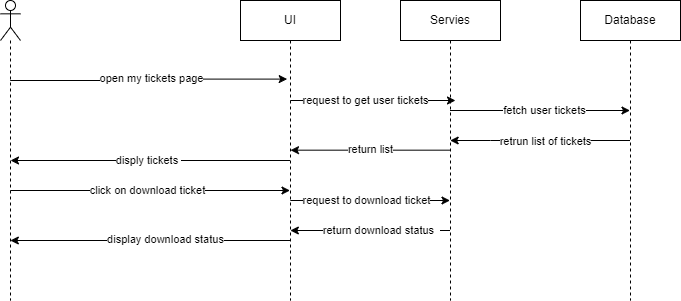 UI
Servies
Database
open my tickets page
request to get user tickets
fetch user tickets
retrun list of tickets
return list
disply tickets
click on download ticket
request to download ticket
return download status
display download status